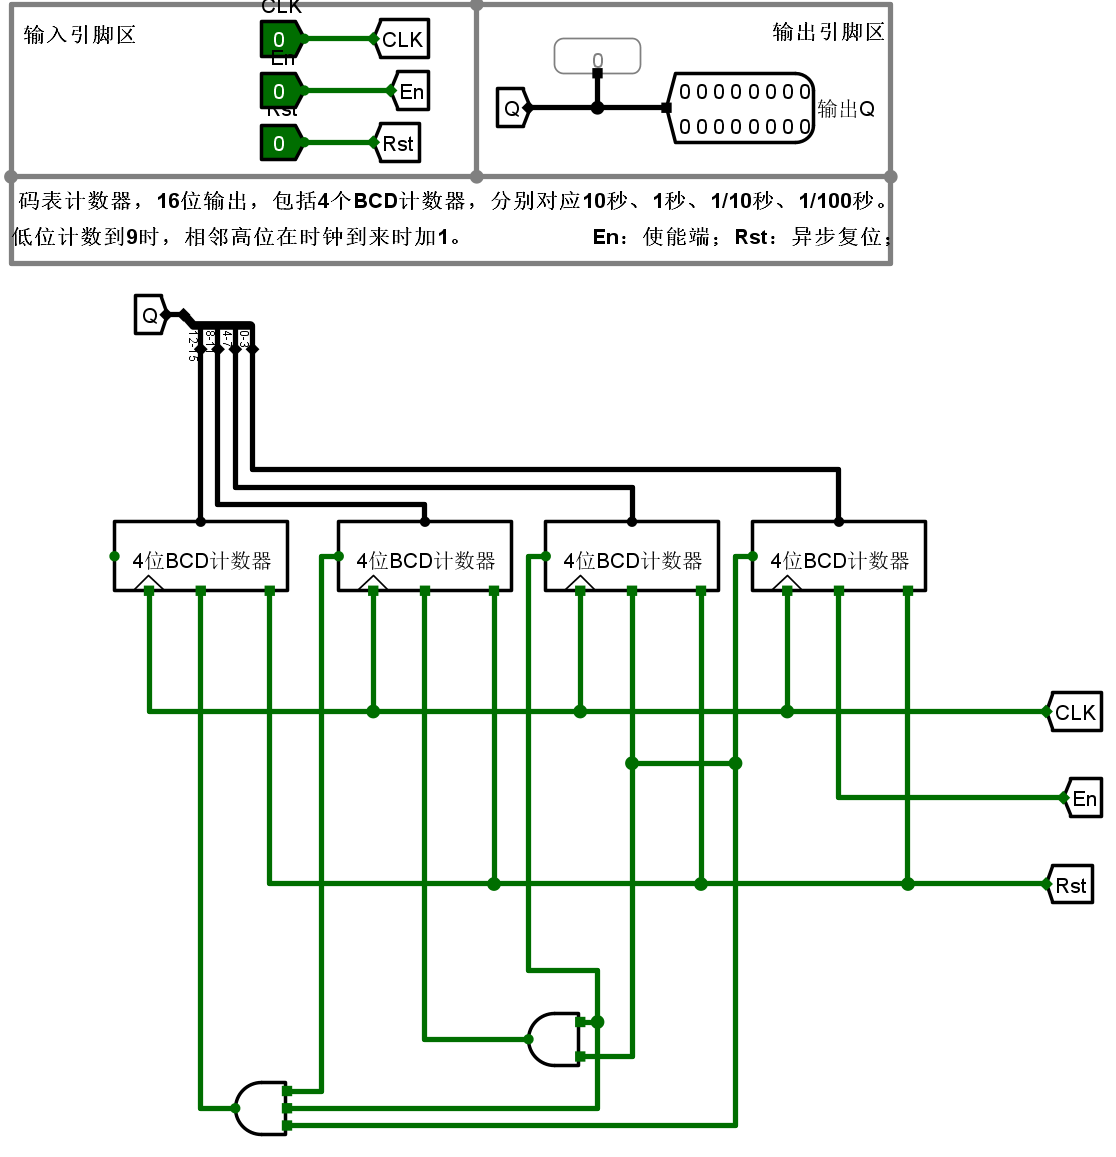 CLK
输入引脚区
0
CLK
En
0
En
Rst
0
Rst
输出引脚区
0
Q
0 0 0 0 0 0 0 0
0 0 0 0 0 0 0 0
输出Q
码表计数器，16位输出，包括4个BCD计数器，分别对应10秒、1秒、1/10秒、1/100秒。
低位计数到9时，相邻高位在时钟到来时加1。
En：使能端；Rst：异步复位；
Q
12-15
4-7
0-3
4位BCD计数器
4位BCD计数器
4位BCD计数器
4位BCD计数器
CLK
En
Rst